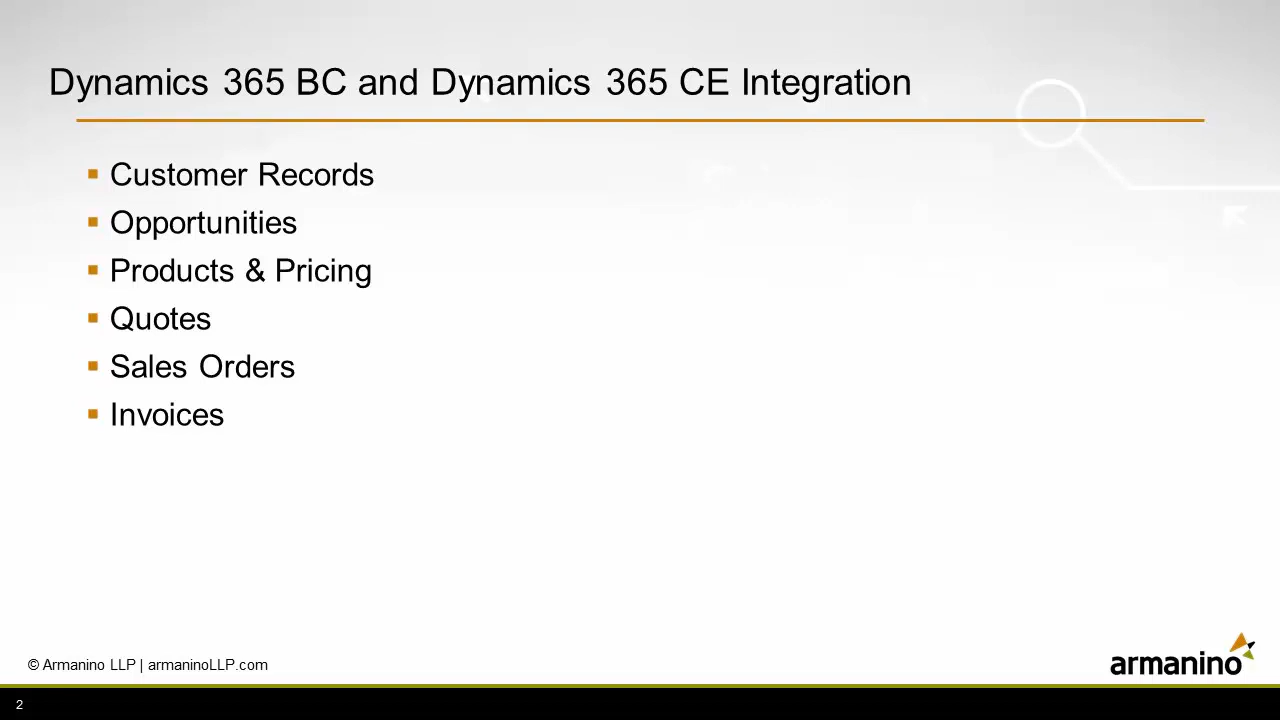 Dynamics 365 BC and Dynamics 365 CE Integration
Customer Records
Opportunities
Products & Pricing
Quotes
Sales Orders
Invoices
© Armanino LLP | armaninoLLP.com
armanino
2